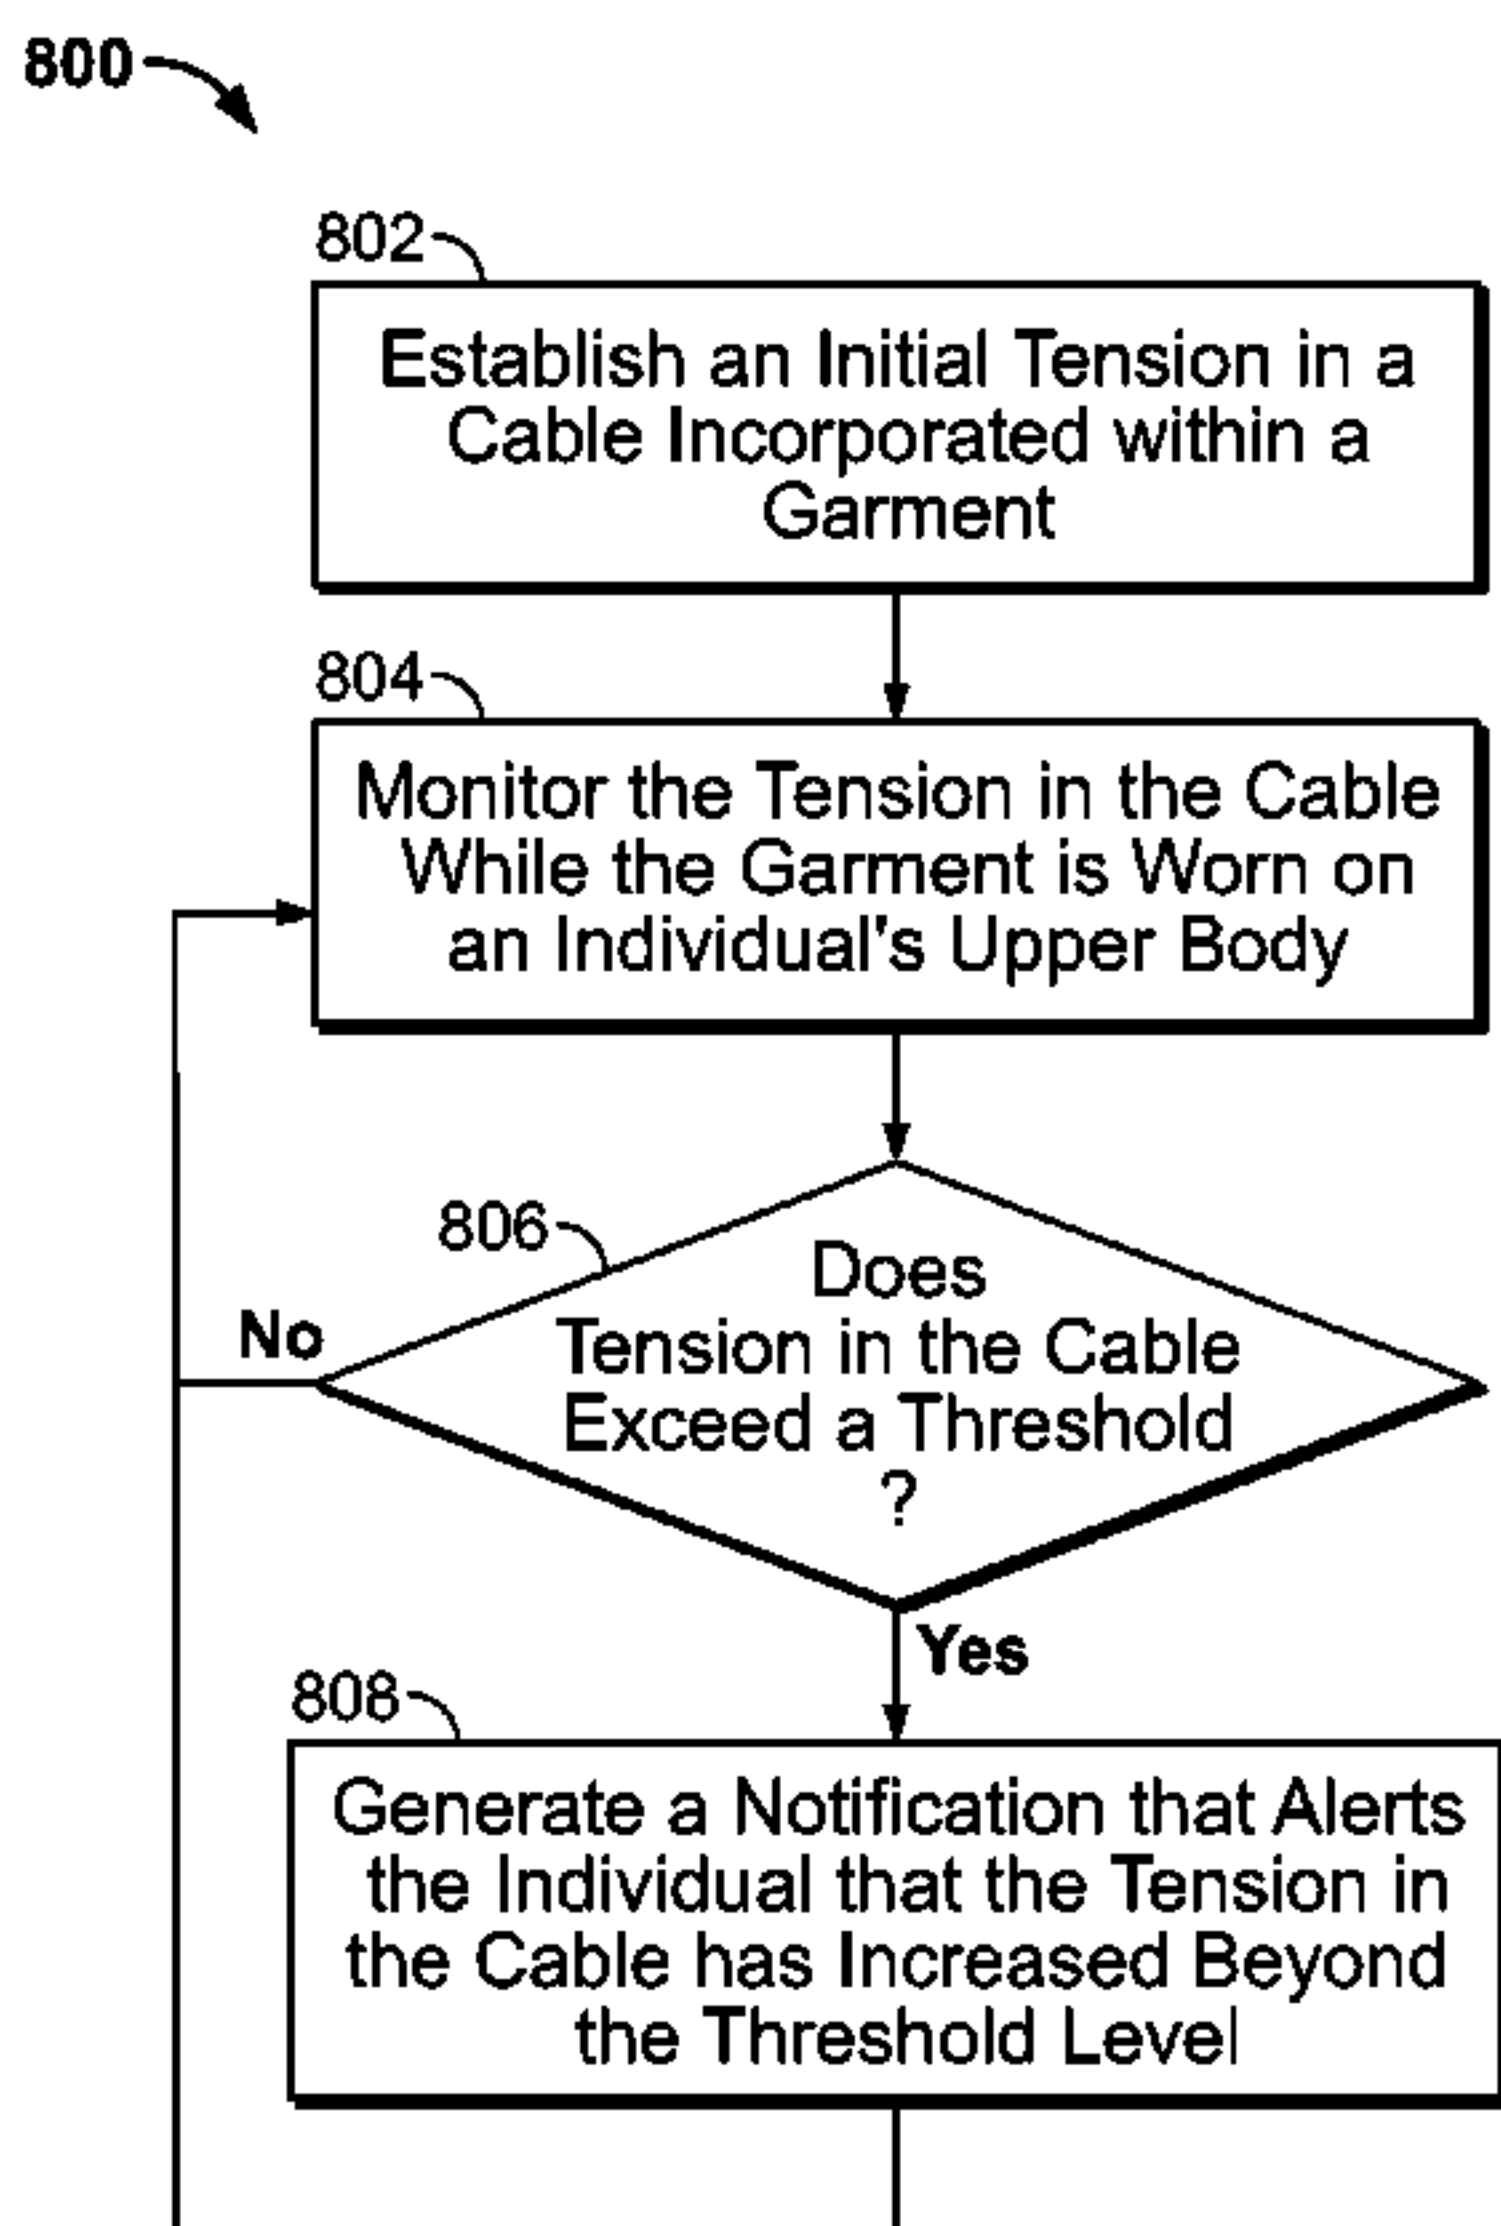 800
802
Establish an Initial Tension in a
Cable Incorporated within a
Garment
804
Monitor the Tension in the Cable
While the Garment is Worn on
an Individual's Upper Body
806
Does
Tension in the Cable
Exceed a Threshold
?
No
Yes
808
Generate a Notification that Alerts
the Individual that the Tension in
the Cable has Increased Beyond
the Threshold Level